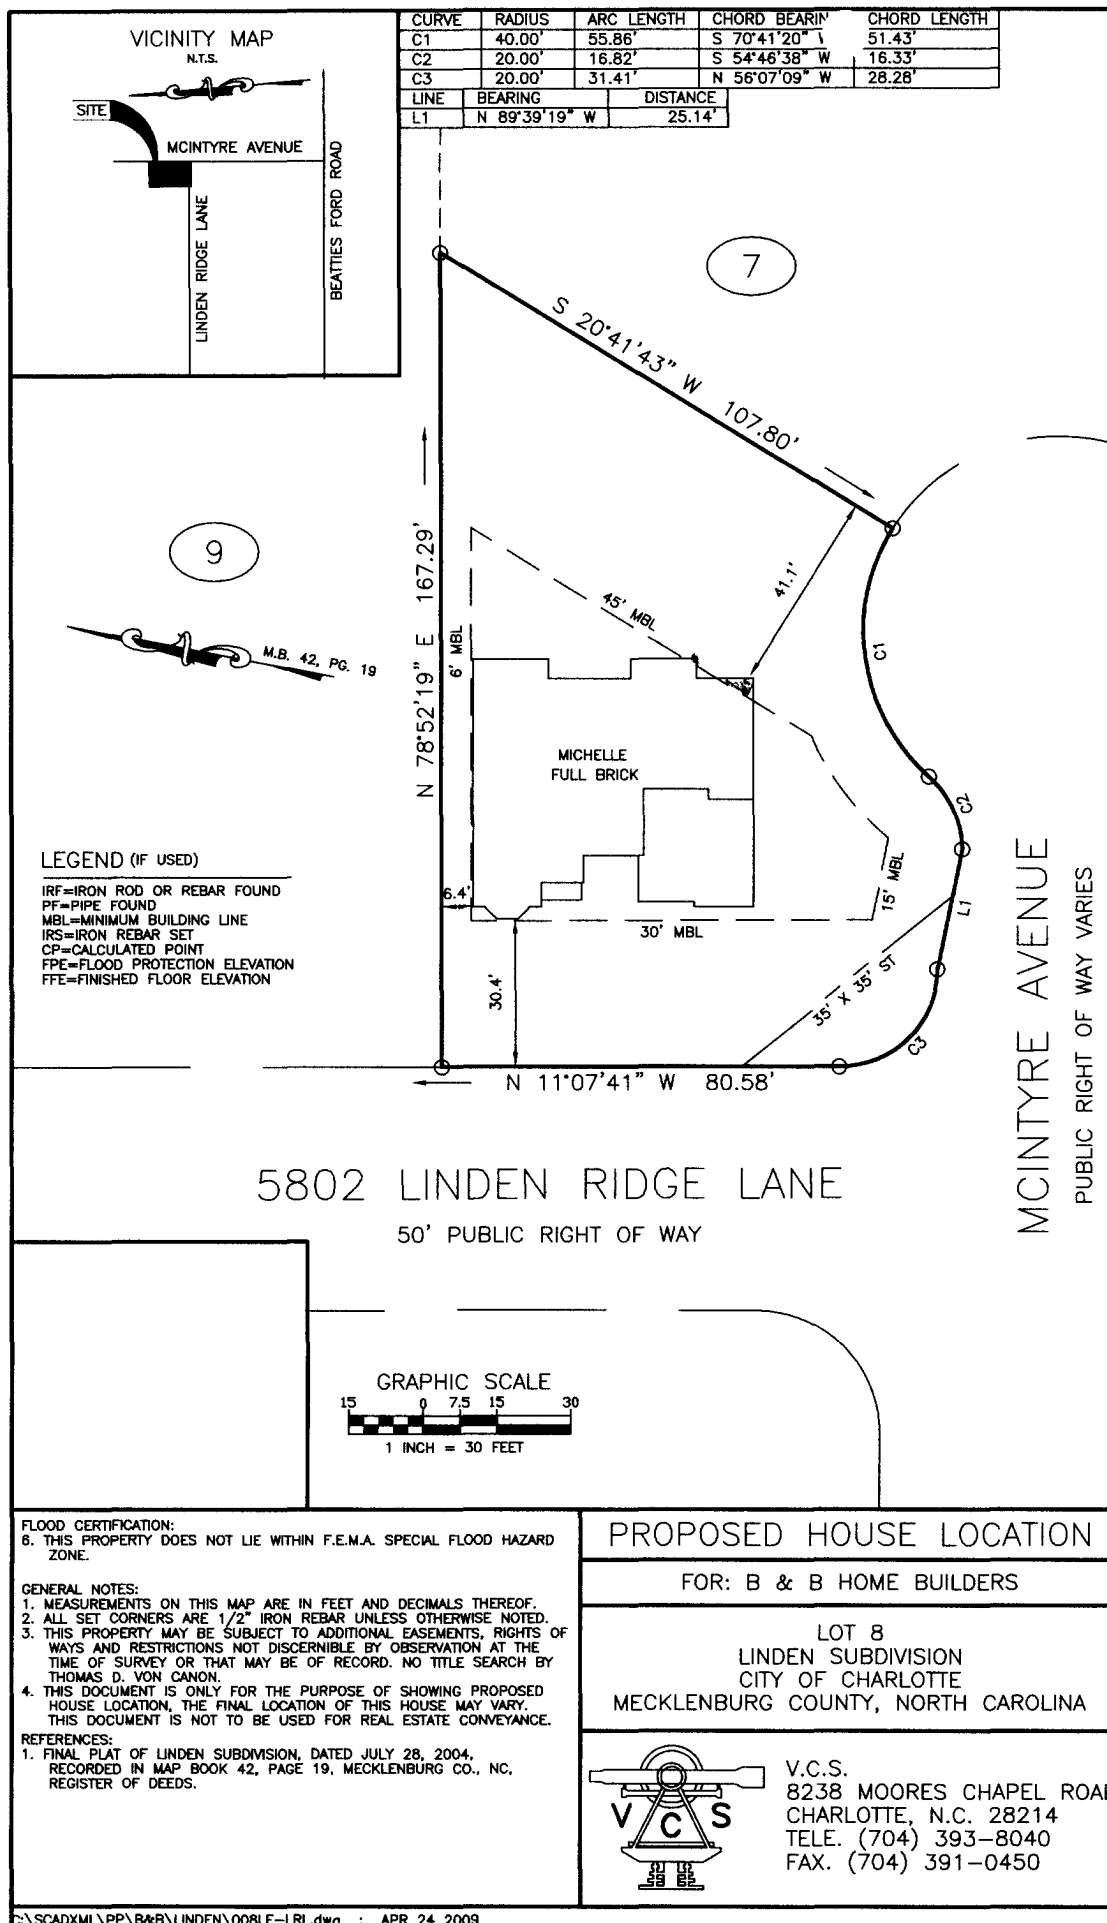 VICINITY MAP
N.T.S.
SITE
MCINTYRE AVENUE
LINDEN RIDGE LANE
BEATTIES FORD ROAD
CURVE RADIUS ARC LENGTH CHORD BEARIN CHORD LENGTH
C1 40.00' 55.86' S 70°41'20" 51.43'
C2 20.00' 16.82' S 54°46'38" W 16.33'
C3 20.00' 31.41' N 56°07'09" W 28.28'
LINE BEARING DISTANCE
L1 N 89°39'19" W 25.14'
7
S 20°41'43" W 107.80'
9
M.B. 42, PG. 19
N 78°52'19" E 167.29'
6' MBL
45' MBL
41.1'
C1
MICHELLE
FULL BRICK
C2
15' MBL
L1
6.4'
30' MBL
30.4'
35' X 35' ST
C3
N 11°07'41" W 80.58'
LEGEND (IF USED)
IRF=IRON ROD OR REBAR FOUND
PF=PIPE FOUND
MBL=MINIMUM BUILDING LINE
IRS=IRON REBAR SET
CP=CALCULATED POINT
FPE=FLOOD PROTECTION ELEVATION
FFE=FINISHED FLOOR ELEVATION
MCINTYRE AVENUE
PUBLIC RIGHT OF WAY VARIES
5802 LINDEN RIDGE LANE
50' PUBLIC RIGHT OF WAY
GRAPHIC SCALE
15 0 7.5 15 30
1 INCH = 30 FEET
FLOOD CERTIFICATION:
6. THIS PROPERTY DOES NOT LIE WITHIN F.E.M.A. SPECIAL FLOOD HAZARD
ZONE.
GENERAL NOTES:
1. MEASUREMENTS ON THIS MAP ARE IN FEET AND DECIMALS THEREOF.
2. ALL SET CORNERS ARE 1/2" IRON REBAR UNLESS OTHERWISE NOTED.
3. THIS PROPERTY MAY BE SUBJECT TO ADDITIONAL EASEMENTS, RIGHTS OF
WAYS AND RESTRICTIONS NOT DISCERNIBLE BY OBSERVATION AT THE
TIME OF SURVEY OR THAT MAY BE OF RECORD. NO TITLE SEARCH BY
THOMAS D. VON CANON.
4. THIS DOCUMENT IS ONLY FOR THE PURPOSE OF SHOWING PROPOSED
HOUSE LOCATION, THE FINAL LOCATION OF THIS HOUSE MAY VARY.
THIS DOCUMENT IS NOT TO BE USED FOR REAL ESTATE CONVEYANCE.
REFERENCES:
1. FINAL PLAT OF LINDEN SUBDIVISION, DATED JULY 28, 2004,
RECORDED IN MAP BOOK 42, PAGE 19, MECKLENBURG CO., NC,
REGISTER OF DEEDS.
PROPOSED HOUSE LOCATION
FOR: B & B HOME BUILDERS
LOT 8
LINDEN SUBDIVISION
CITY OF CHARLOTTE
MECKLENBURG COUNTY, NORTH CAROLINA
V C S
V.C.S.
8238 MOORES CHAPEL ROAD
CHARLOTTE, N.C. 28214
TELE. (704) 393-8040
FAX. (704) 391-0450
C:\SCADXML\PP\B&B\LINDEN\008LF-LRL.dwg : APR 24 2009